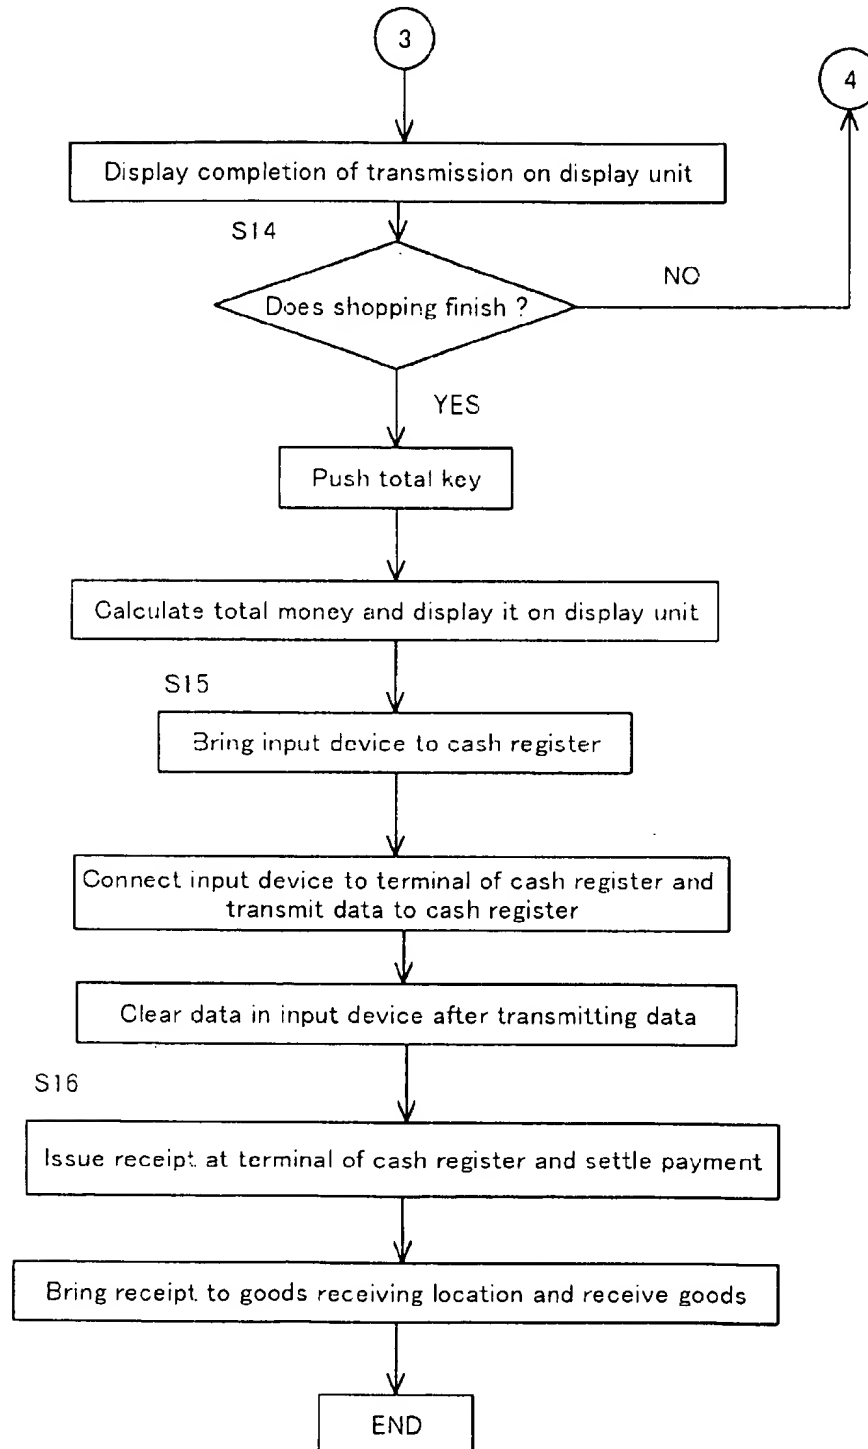 3
4
Display completion of transmission on display unit
S14
NO
Does shopping finish ?
YES
Push total key
Calculate total money and display it on display unit
S15
Bring input device to cash register
Connect input device to terminal of cash register and
transmit data to cash register
Clear data in input device after transmitting data
S16
Issue receipt at terminal of cash register and settle payment
Bring receipt to goods receiving location and receive goods
END